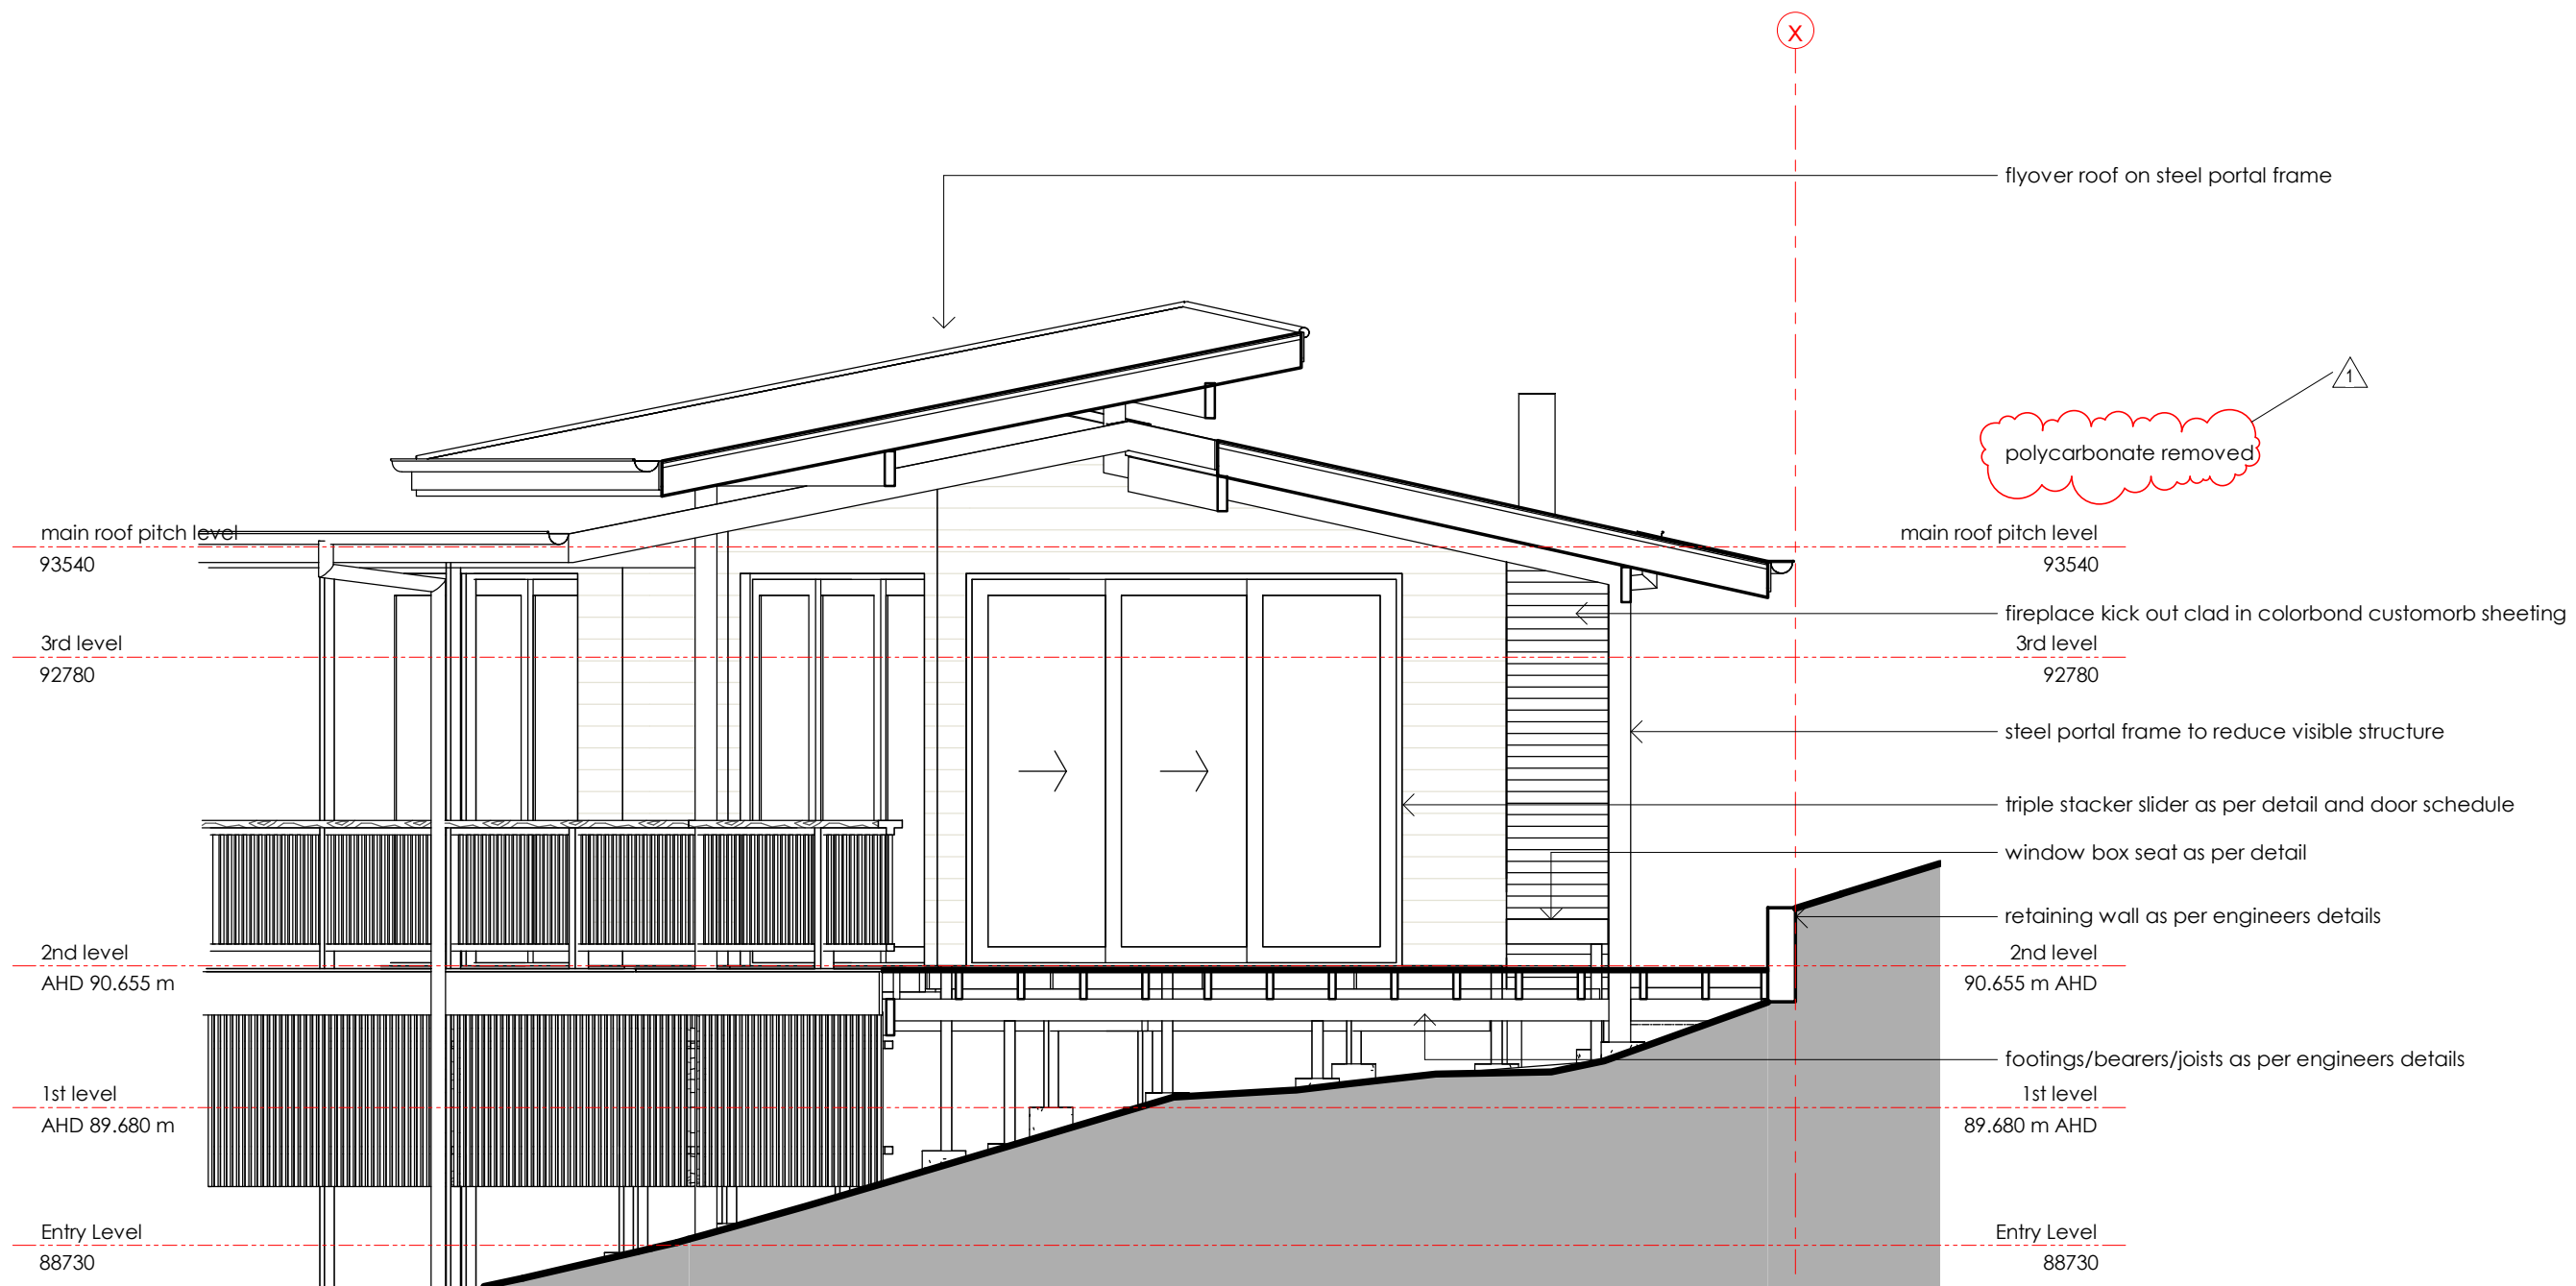 X
flyover roof on steel portal frame
1
polycarbonate removed
main roof pitch level
93540
main roof pitch level
93540
fireplace kick out clad in colorbond customorb sheeting
3rd level
92780
3rd level
92780
steel portal frame to reduce visible structure
triple stacker slider as per detail and door schedule
window box seat as per detail
retaining wall as per engineers details
2nd level
AHD 90.655 m
2nd level
90.655 m AHD
footings/bearers/joists as per engineers details
1st level
AHD 89.680 m
1st level
89.680 m AHD
Entry Level
88730
Entry Level
88730